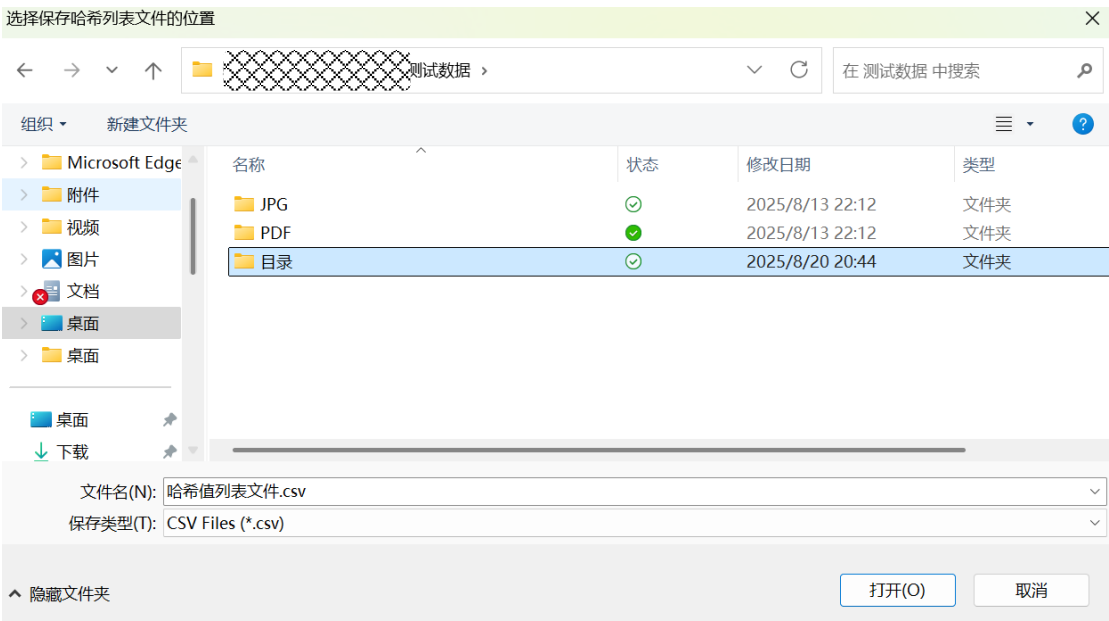 选择保存哈希列表文件的位置
测试数据
在 测试数据 中搜索
组织 新建文件夹
名称 状态 修改日期 类型
Microsoft Edge
附件
视频
图片
文档
桌面
桌面
桌面
下载
JPG 2025/8/13 22:12 文件夹
PDF 2025/8/13 22:12 文件夹
目录 2025/8/20 20:44 文件夹
文件名(N): 哈希值列表文件.csv
保存类型(T): CSV Files (*.csv)
隐藏文件夹 打开(O) 取消